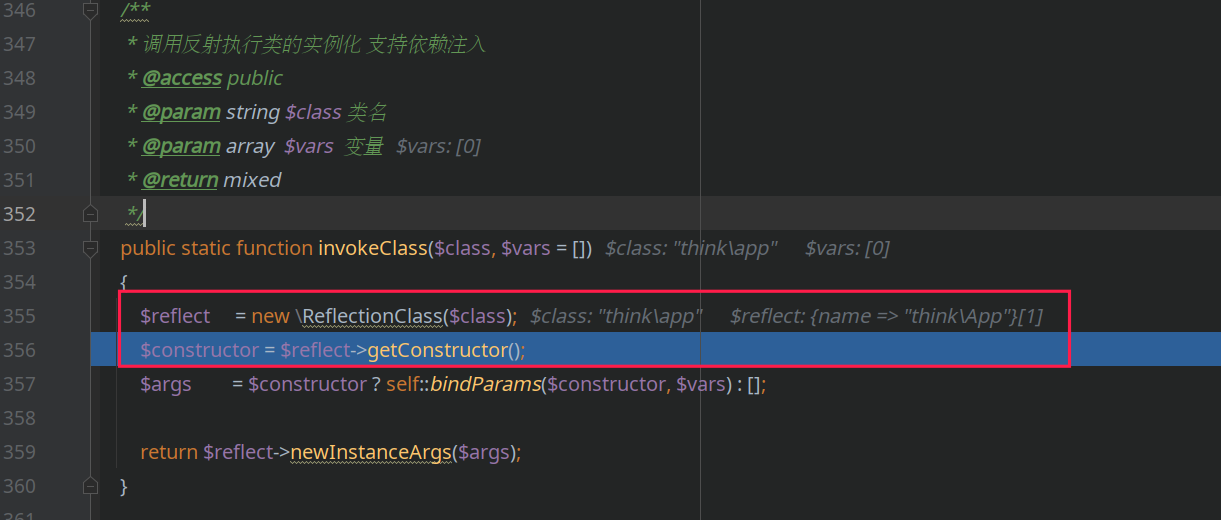 346 /**
347 * 调用反射执行类的实例化 支持依赖注入
348 * @access public
349 * @param string $class 类名
350 * @param array $vars 变量 $vars: [0]
351 * @return mixed
352 */
353 public static function invokeClass($class, $vars = []) $class: "think\app" $vars: [0]
354 {
355 $reflect = new \ReflectionClass($class); $class: "think\app" $reflect: {name => "think\App"}[1]
356 $constructor = $reflect->getConstructor();
357 $args = $constructor ? self::bindParams($constructor, $vars) : [];
358
359 return $reflect->newInstanceArgs($args);
360 }
361